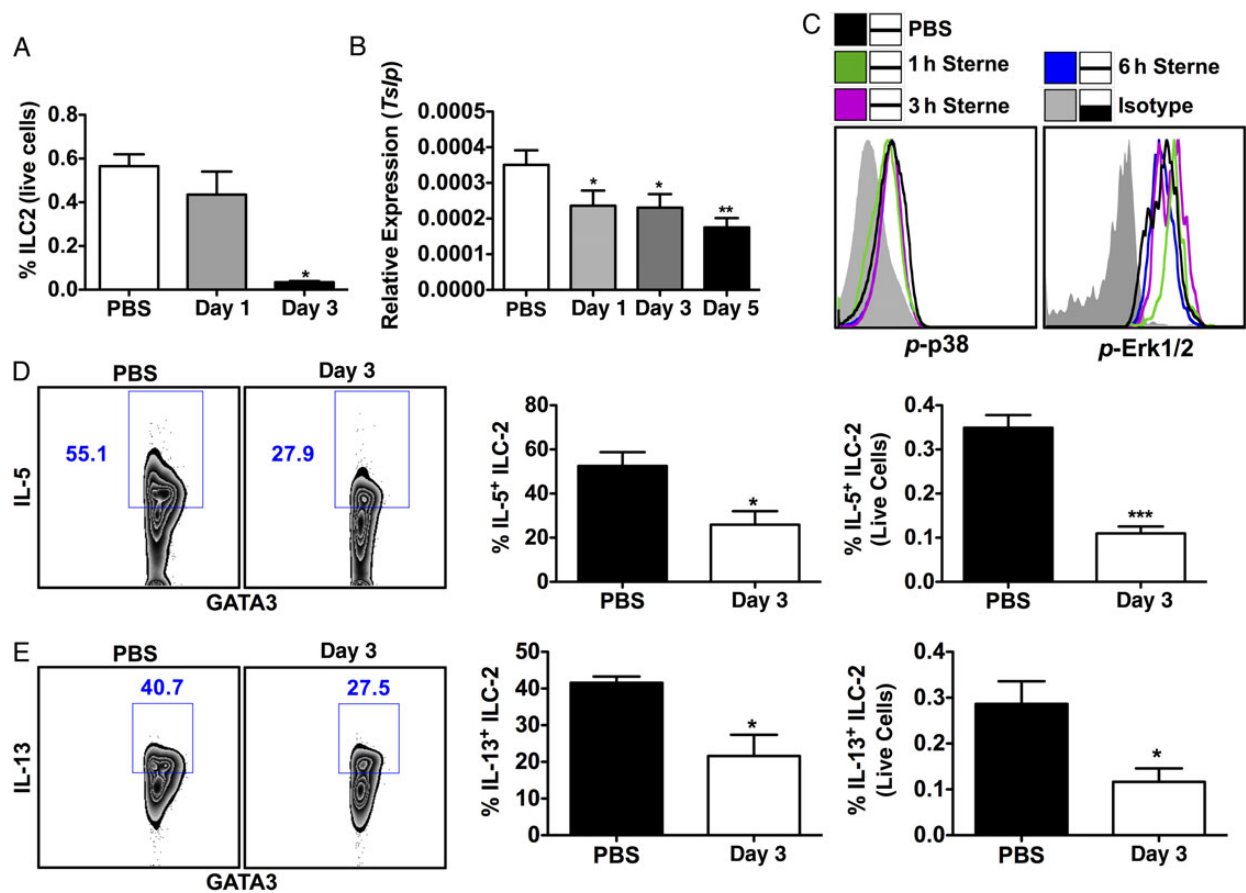 A
% ILC2 (live cells)
0.8
0.6
0.4
0.2
0.0
PBS
Day 1
Day 3
*
B
Relative Expression (Tslp)
0.0005
0.0004
0.0003
0.0002
0.0001
0.0000
PBS
Day 1
Day 3
Day 5
*
*
**
C
PBS
1 h Sterne
3 h Sterne
6 h Sterne
Isotype
p-p38
p-Erk1/2
D
PBS
Day 3
IL-5
55.1
27.9
GATA3
% IL-5+ ILC-2
80
60
40
20
0
PBS
Day 3
*
% IL-5+ ILC-2
(Live Cells)
0.4
0.3
0.2
0.1
0.0
PBS
Day 3
***
E
PBS
Day 3
IL-13
40.7
27.5
GATA3
% IL-13+ ILC-2
50
40
30
20
10
0
PBS
Day 3
*
% IL-13+ ILC-2
(Live Cells)
0.4
0.3
0.2
0.1
0.0
PBS
Day 3
*